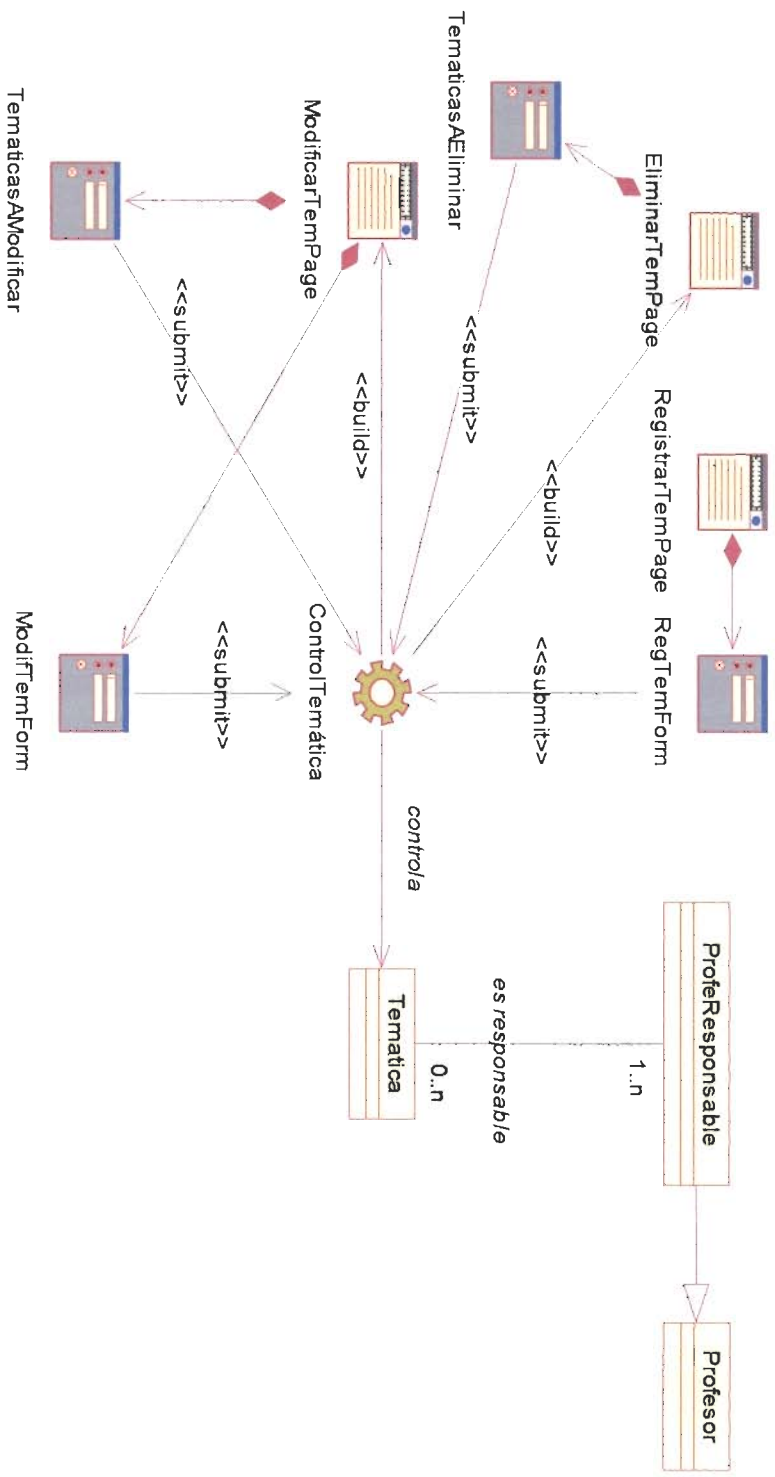 RegistrarTemPage
RegTemForm
ProfeResponsable
Profesor
EliminarTemPage
1..n
<<build>>
<<submit>>
es responsable
TematicasAEliminar
<<submit>>
0..n
controla
Tematica
<<build>>
ModificarTemPage
ControlTemática
<<submit>>
<<submit>>
TematicasAModificar
ModifTemForm